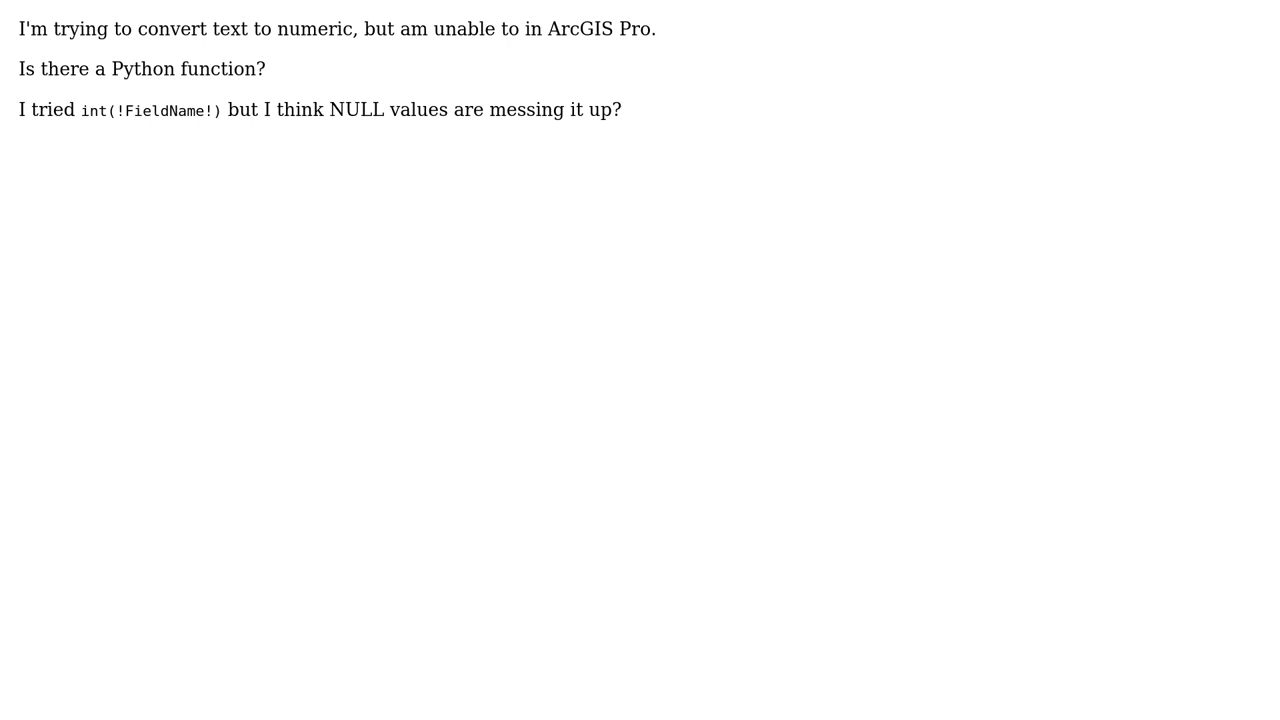 I'm trying to convert text to numeric, but am unable to in ArcGIS Pro.
Is there a Python function?
I tried int(!FieldName!) but I think NULL values are messing it up?